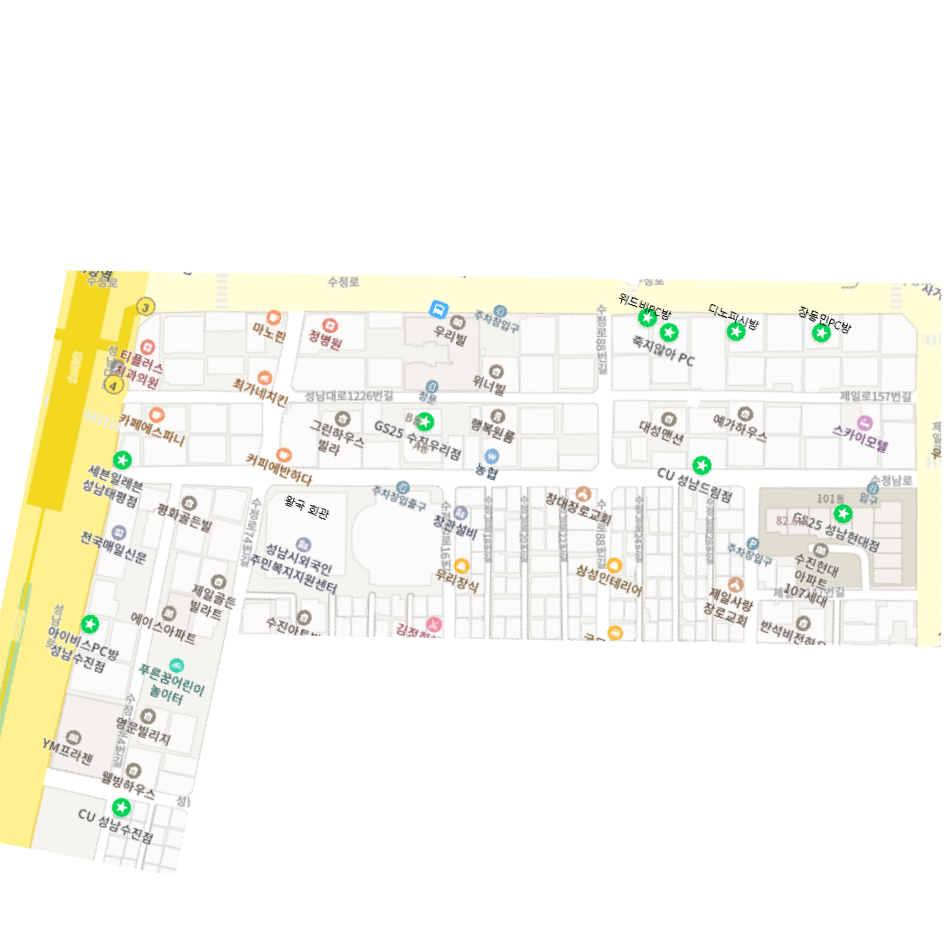 수정로
수정로
3
4
티플러스
치과의원
마노핀
정병원
최가네치킨
우리빌
주차장입구
수정로88번길
위드비PC방
죽지않아 PC
디노피시방
장동민PC방
성남대로1226번길
제일로157번길
카페에스파니
그린하우스
빌라
정문
위너빌
GS25 수진우리점
행복원룸
농협
대성맨션
예가하우스
스카이모텔
세븐일레븐
성남태평점
커피에반하다
CU 성남드림점
수정남로
평화골든빌
전국매일신문
왕국 회관
주차장입출구
창관설비
창대장로교회
101동
입구
GS25 성남현대점
성남시외국인
주민복지지원센터
우리장식
삼성인테리어
주차장입구
수진현대
아파트
107세대
제일골든
빌라트
제일사랑
장로교회
에이스아파트
아이비스PC방
성남수진점
푸른꿈어린이
놀이터
명문빌리지
YM프라젠
웰빙하우스
CU 성남수진점